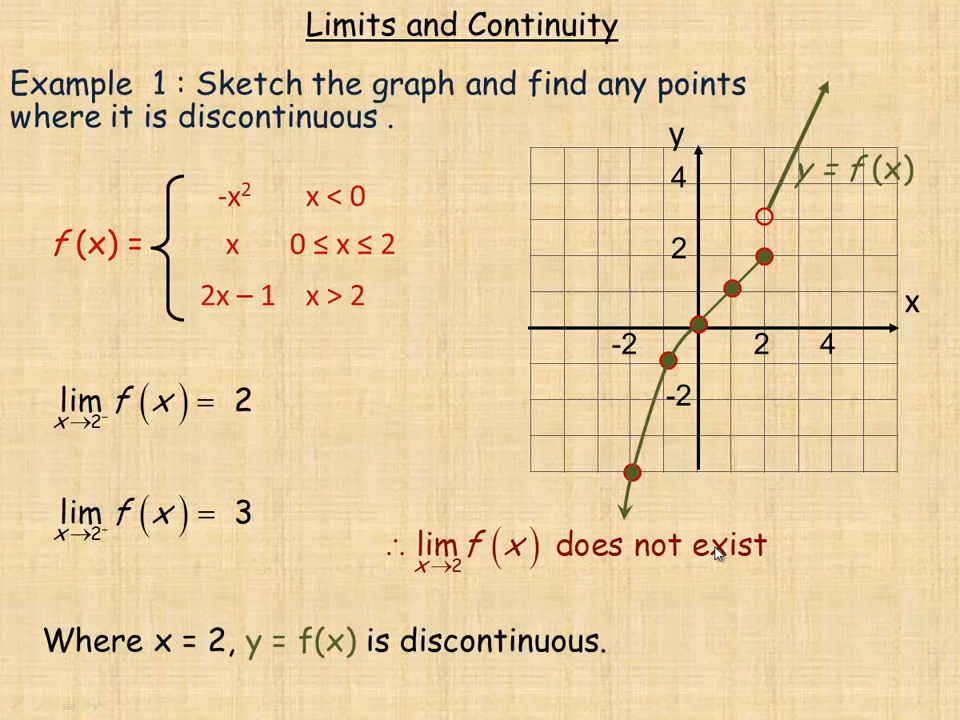 Limits and Continuity
Example 1 : Sketch the graph and find any points
where it is discontinuous .
-x² x < 0
f (x) = x 0 ≤ x ≤ 2
2x – 1 x > 2
y
4
y = f (x)
2
x
-2 2 4
-2
lim f (x) = 2
x→2⁻
lim f (x) = 3
x→2⁺
∴ lim f (x) does not exist
x→2
Where x = 2, y = f(x) is discontinuous.